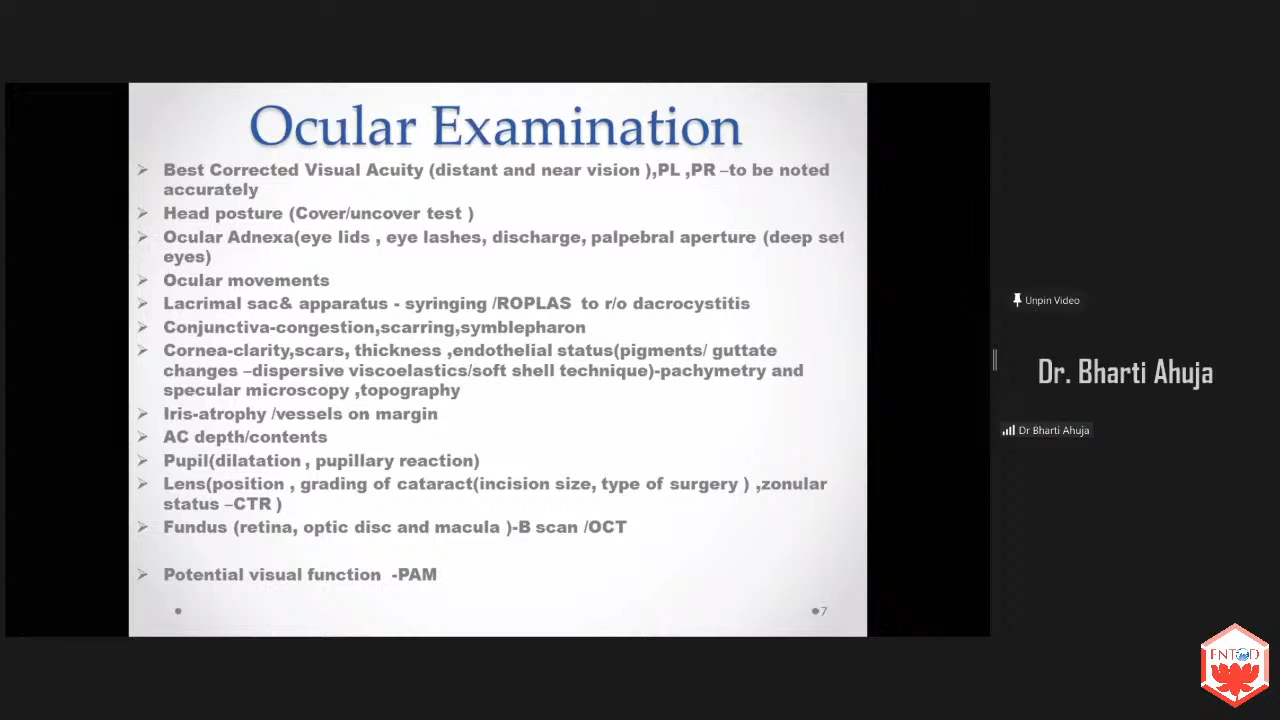 Ocular Examination
➢ Best Corrected Visual Acuity (distant and near vision ),PL ,PR –to be noted
accurately
➢ Head posture (Cover/uncover test )
➢ Ocular Adnexa(eye lids , eye lashes, discharge, palpebral aperture (deep set
eyes)
➢ Ocular movements
➢ Lacrimal sac& apparatus - syringing /ROPLAS to r/o dacrocystitis
➢ Conjunctiva-congestion,scarring,symblepharon
➢ Cornea-clarity,scars, thickness ,endothelial status(pigments/ guttate
changes –dispersive viscoelastics/soft shell technique)-pachymetry and
specular microscopy ,topography
➢ Iris-atrophy /vessels on margin
➢ AC depth/contents
➢ Pupil(dilatation , pupillary reaction)
➢ Lens(position , grading of cataract(incision size, type of surgery ) ,zonular
status –CTR )
➢ Fundus (retina, optic disc and macula )-B scan /OCT
➢ Potential visual function -PAM
7
Unpin Video
Dr. Bharti Ahuja
Dr Bharti Ahuja
ENTOD